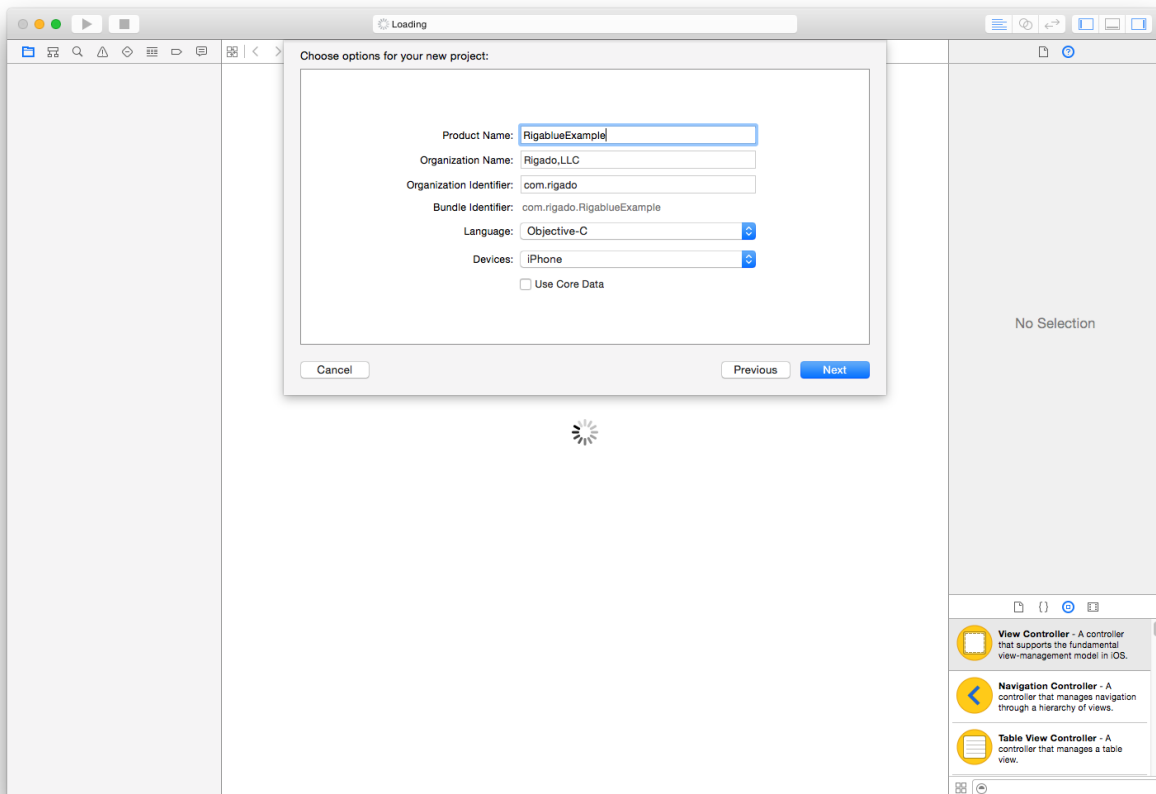 Loading
Choose options for your new project:
Product Name: RigablueExample
Organization Name: Rigado,LLC
Organization Identifier: com.rigado
Bundle Identifier: com.rigado.RigablueExample
Language: Objective-C
Devices: iPhone
Use Core Data
Cancel Previous Next
No Selection
{ }
View Controller - A controller
that supports the fundamental
view-management model in iOS.
Navigation Controller - A
controller that manages navigation
through a hierarchy of views.
Table View Controller - A
controller that manages a table
view.